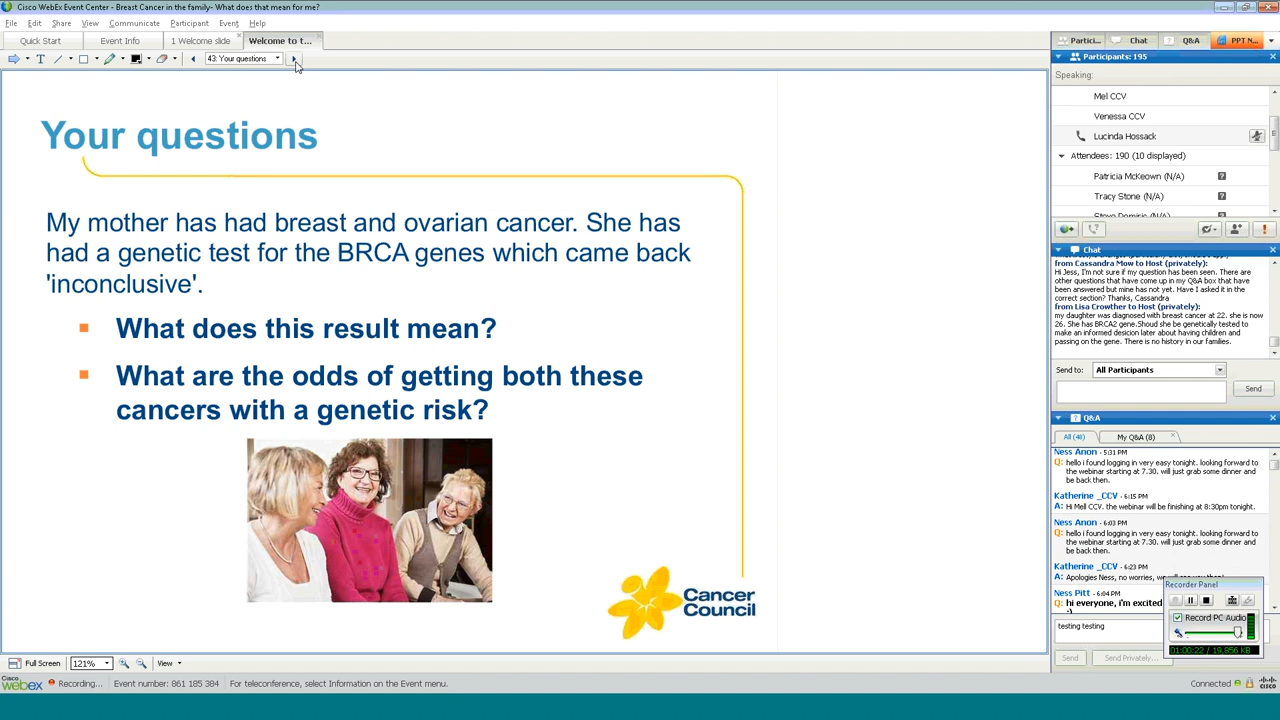 Cisco WebEx Event Center - Breast Cancer in the family- What does that mean for me?
File Edit Share View Communicate Participant Event Help
Quick Start Event Info 1 Welcome slide Welcome to t...
43: Your questions
Your questions
My mother has had breast and ovarian cancer. She has
had a genetic test for the BRCA genes which came back
'inconclusive'.
What does this result mean?
What are the odds of getting both these
cancers with a genetic risk?
Cancer
Council
Full Screen 121% View
Partici... Chat Q&A PPT N...
Participants: 195
Speaking:
Mel CCV
Venessa CCV
Lucinda Hossack
Attendees: 190 (10 displayed)
Patricia McKeown (N/A)
Tracy Stone (N/A)
Chat
from Cassandra Mow to Host (privately):
Hi Jess, I'm not sure if my question has been seen. There are
other questions that have come up in my Q&A box that have
been answered but mine has not yet. Have I asked it in the
correct section? Thanks, Cassandra
from Lisa Crowther to Host (privately):
my daughter was diagnosed with breast cancer at 22. she is now
26. She has BRCA2 gene.Shoud she be genetically tested to
make an informed desicion later about having children and
passing on the gene. There is no history in our families.
Send to: All Participants
Send
Q&A
All (48) My Q&A (8)
Ness Anon - 5:31 PM
Q: hello i found logging in very easy tonight. looking forward to
the webinar starting at 7.30. will just grab some dinner and
be back then.
Katherine _CCV - 6:15 PM
A: Hi Mell CCV. the webinar will be finishing at 8:30pm tonight.
Ness Anon - 6:03 PM
Q: hello i found logging in very easy tonight. looking forward to
the webinar starting at 7.30. will just grab some dinner and
be back then.
Katherine _CCV - 6:23 PM
A: Apologies Ness, no worries, we
Ness Pitt - 6:04 PM
Q: hi everyone, i'm excited
:)
testing testing
Send Send Privately...
Recorder Panel
Record PC Audio
01:00:22 / 19,856 KB
Cisco
webex Recording... Event number: 861 185 384 For teleconference, select Information on the Event menu. Connected
CISCO